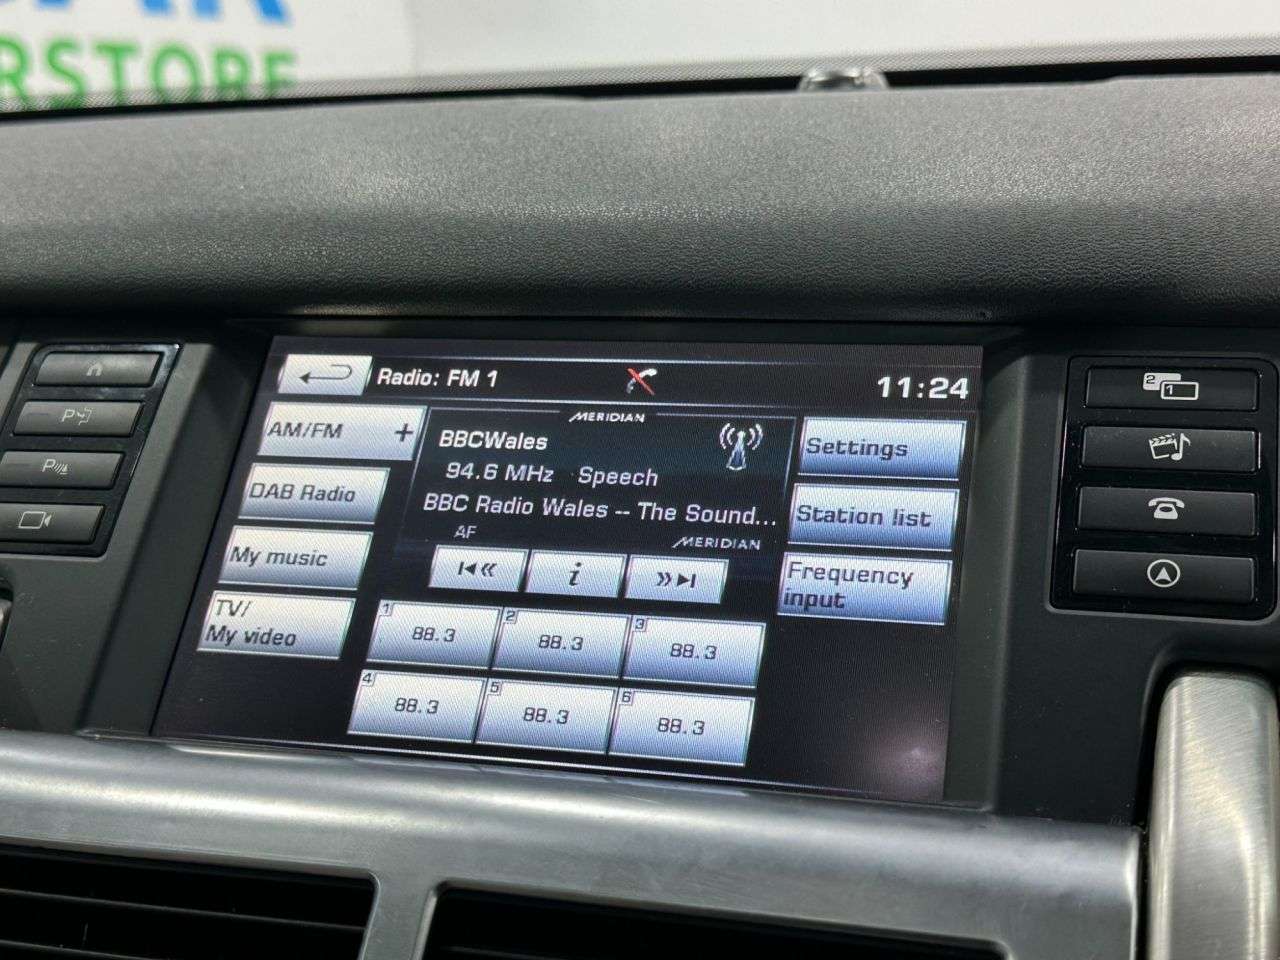 RSTORE
Radio: FM 1
11:24
MERIDIAN
AM/FM +
BBCWales
Settings
94.6 MHz Speech
DAB Radio
BBC Radio Wales -- The Sound...
Station list
AF
MERIDIAN
My music
i
Frequency
input
TV/
My video
1 88.3
2 88.3
3 88.3
4 88.3
5 88.3
6 88.3
P
P
2
1